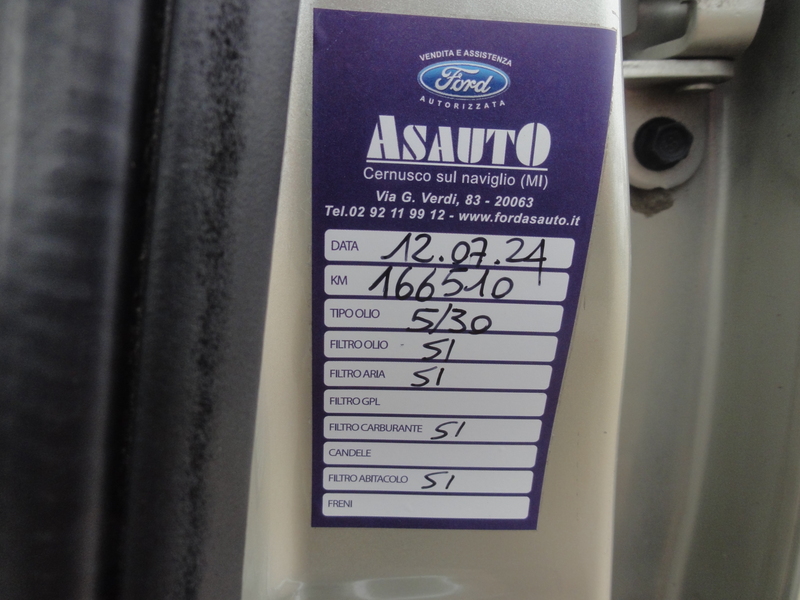 VENDITA E ASSISTENZA
Ford
AUTORIZZATA
ASAUTO
Cernusco sul naviglio (MI)
Via G. Verdi, 83 - 20063
Tel.02 92 11 99 12 - www.fordasauto.it
DATA 12.07.24
KM 166510
TIPO OLIO 5/30
FILTRO OLIO - SI
FILTRO ARIA SI
FILTRO GPL
FILTRO CARBURANTE SI
CANDELE
FILTRO ABITACOLO SI
FRENI